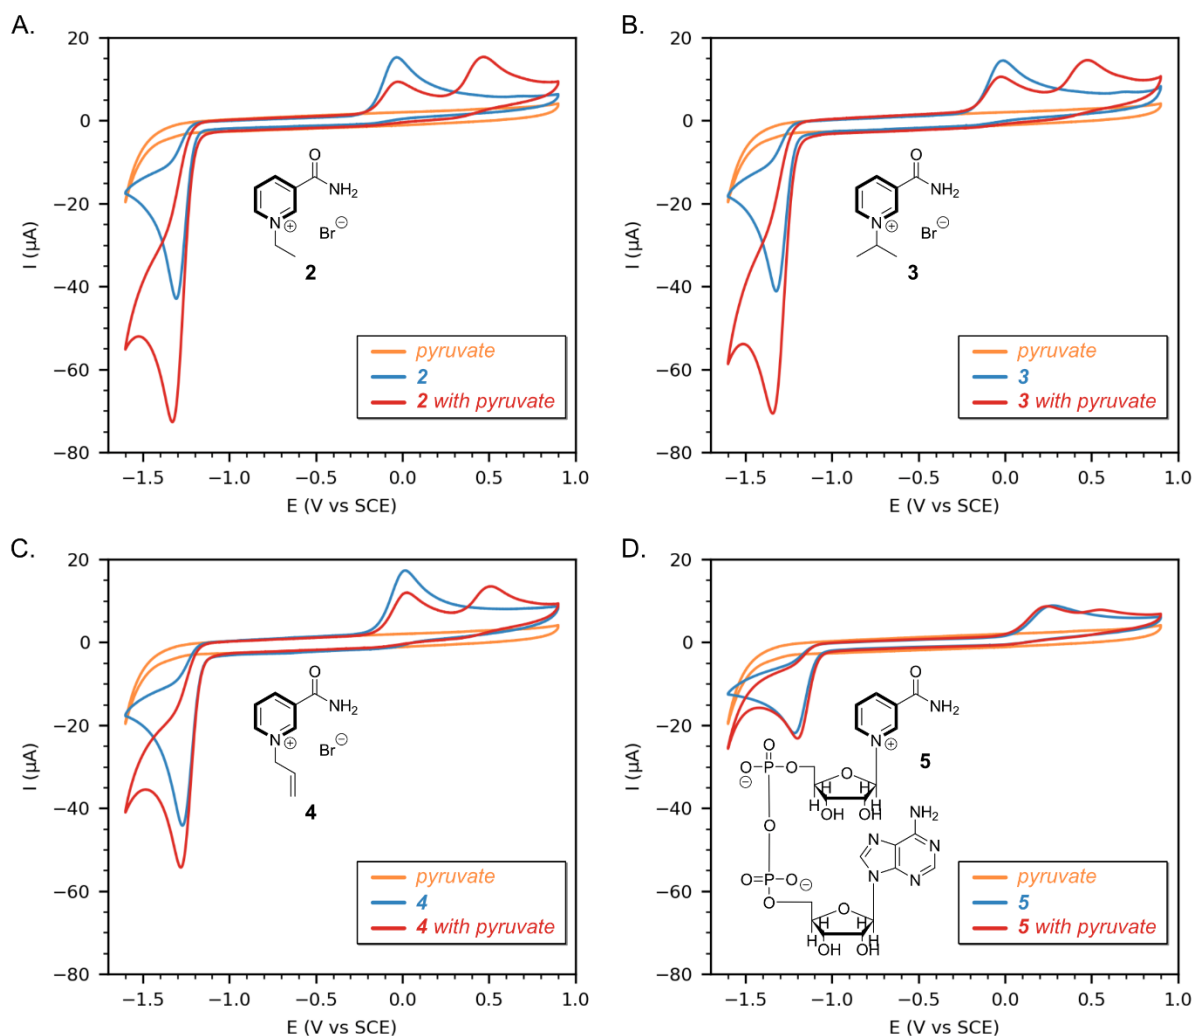 A.
20
0
−20
−40
−60
−80
I (μA)
−1.5
−1.0
−0.5
0.0
0.5
1.0
E (V vs SCE)
O
NH2
N
+
Br−
2
pyruvate
2
2 with pyruvate
B.
20
0
−20
−40
−60
−80
I (μA)
−1.5
−1.0
−0.5
0.0
0.5
1.0
E (V vs SCE)
O
NH2
N
+
Br−
3
pyruvate
3
3 with pyruvate
C.
20
0
−20
−40
−60
−80
I (μA)
−1.5
−1.0
−0.5
0.0
0.5
1.0
E (V vs SCE)
O
NH2
N
+
Br−
4
pyruvate
4
4 with pyruvate
D.
20
0
−20
−40
−60
−80
I (μA)
−1.5
−1.0
−0.5
0.0
0.5
1.0
E (V vs SCE)
O
NH2
N
+
5
O
O P O
−
O
H H
H H
OH OH
O
NH2
N N
N N
O
O=P–O
−
O
O
H H
H H
OH OH
pyruvate
5
5 with pyruvate